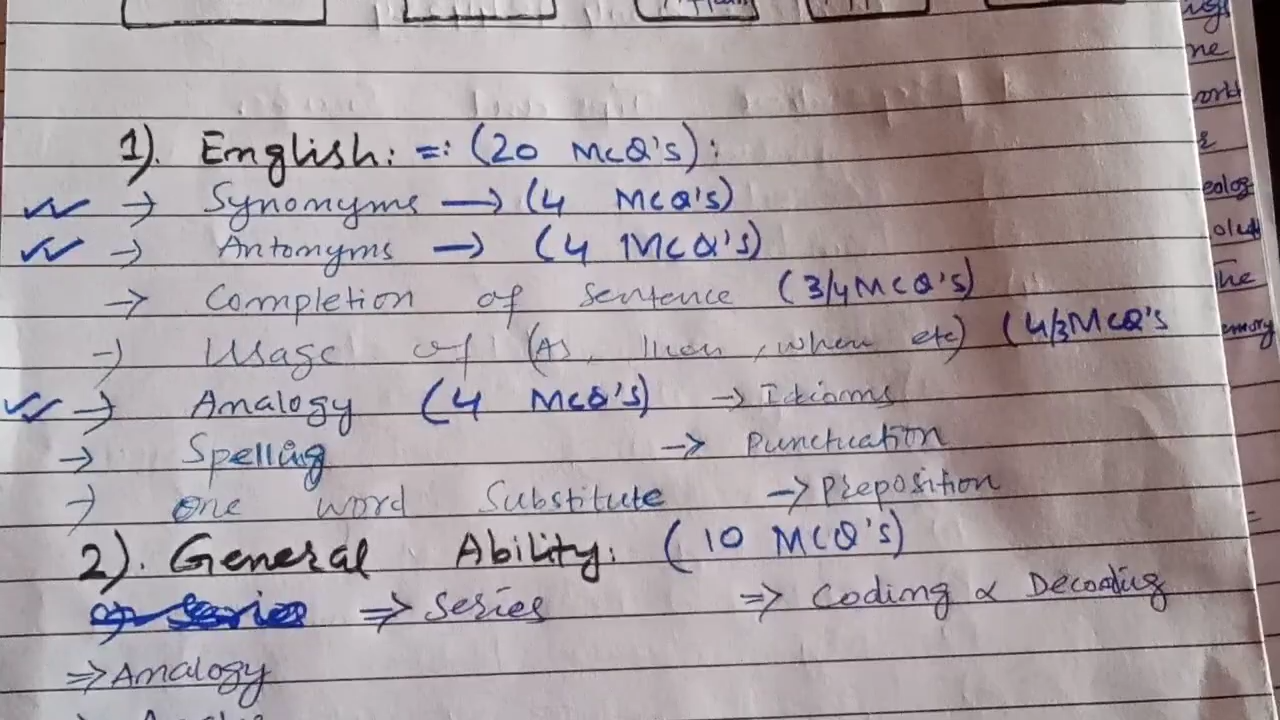 1). English: =: (20 MCQ's):
→ Synonyms → (4 MCQ's)
→ Antonyms → (4 MCQ's)
→ Completion of sentence (3/4 MCQ's)
→ Usage of (As, then, when etc) (4/3 MCQ's
→ Analogy (4 MCQ's) → Idioms
→ Spelling → Punctuation
→ one word Substitute → Preposition
2). General Ability: (10 MCQ's)
⇒ Series ⇒ Coding & Decoding
⇒ Analogy